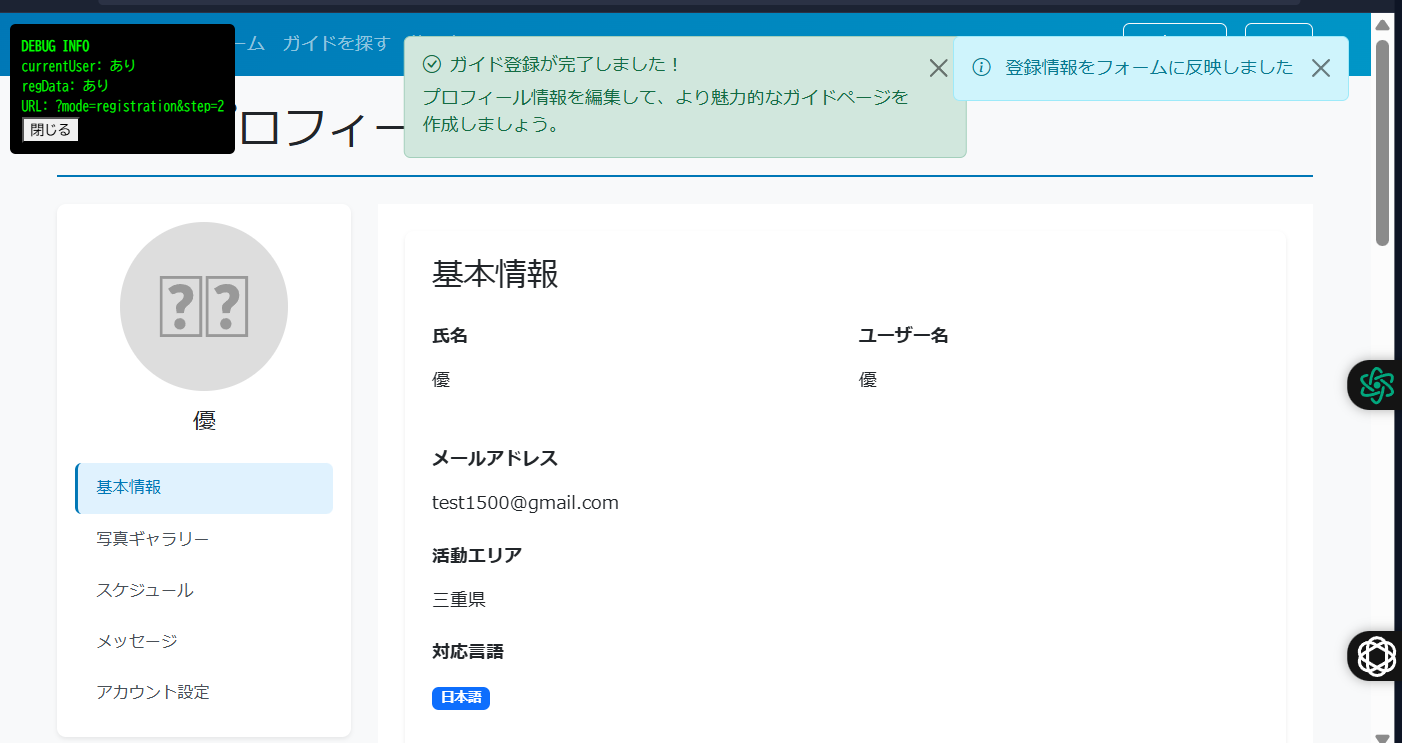 DEBUG INFO
currentUser: あり
regData: あり
URL: ?mode=registration&step=2
閉じる
ーム ガイドを探す
ガイド登録が完了しました！
プロフィール情報を編集して、より魅力的なガイドページを
作成しましょう。
登録情報をフォームに反映しました
ロフィー
優
基本情報
写真ギャラリー
スケジュール
メッセージ
アカウント設定
基本情報
氏名
優
ユーザー名
優
メールアドレス
test1500@gmail.com
活動エリア
三重県
対応言語
日本語